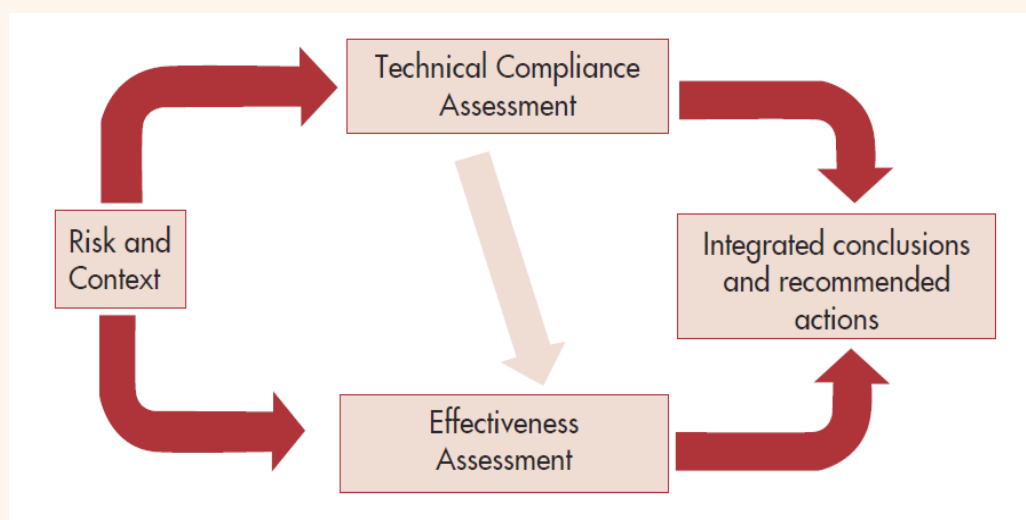 Technical Compliance
Assessment
Risk and
Context
Integrated conclusions
and recommended
actions
Effectiveness
Assessment